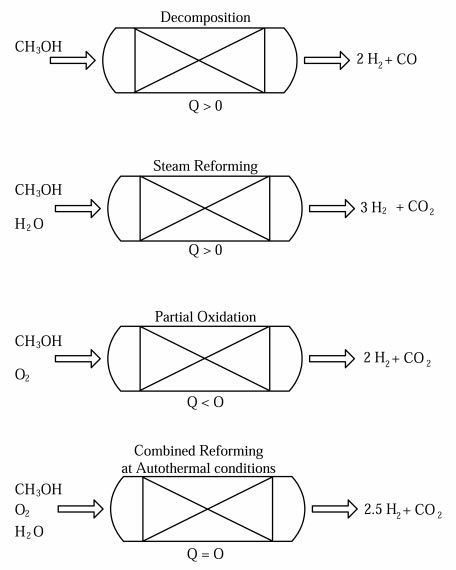 Decomposition
CH₃OH
2 H₂ + CO
Q > 0
Steam Reforming
CH₃OH
H₂O
3 H₂ + CO₂
Q > 0
Partial Oxidation
CH₃OH
O₂
2 H₂ + CO₂
Q < O
Combined Reforming
at Autothermal conditions
CH₃OH
O₂
H₂O
2.5 H₂ + CO₂
Q = O